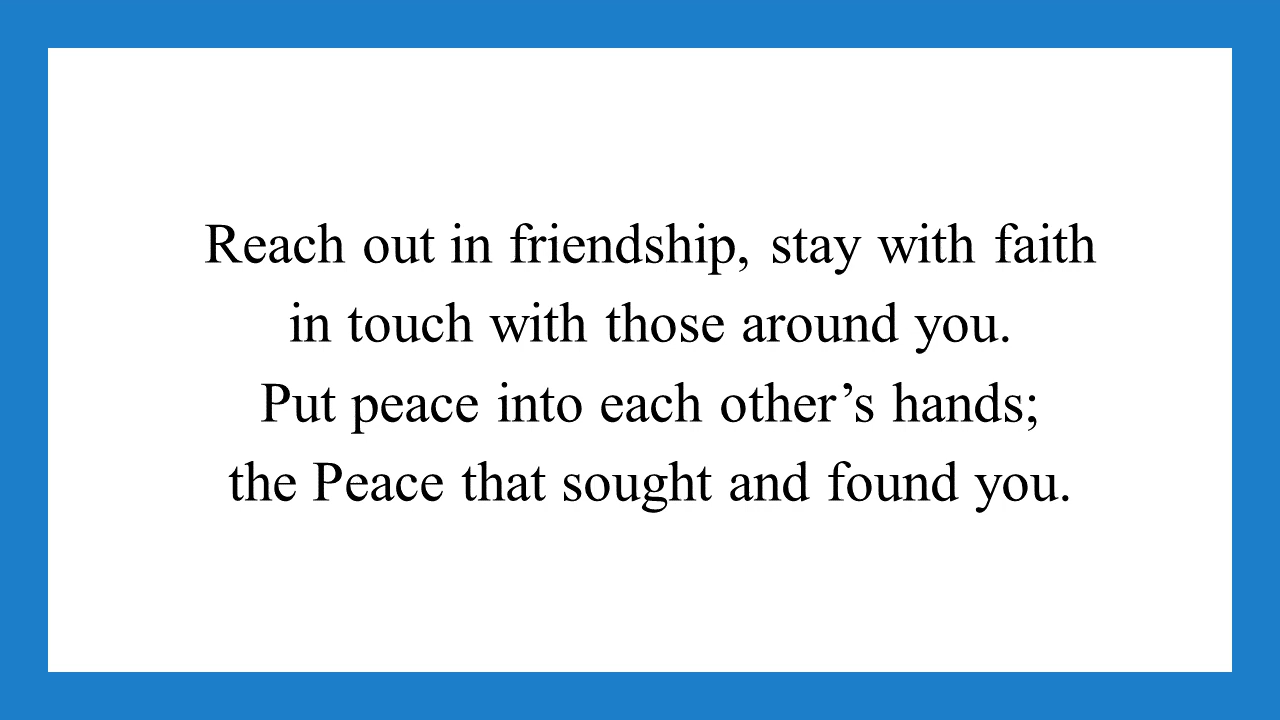 Reach out in friendship, stay with faith
in touch with those around you.
Put peace into each other’s hands;
the Peace that sought and found you.